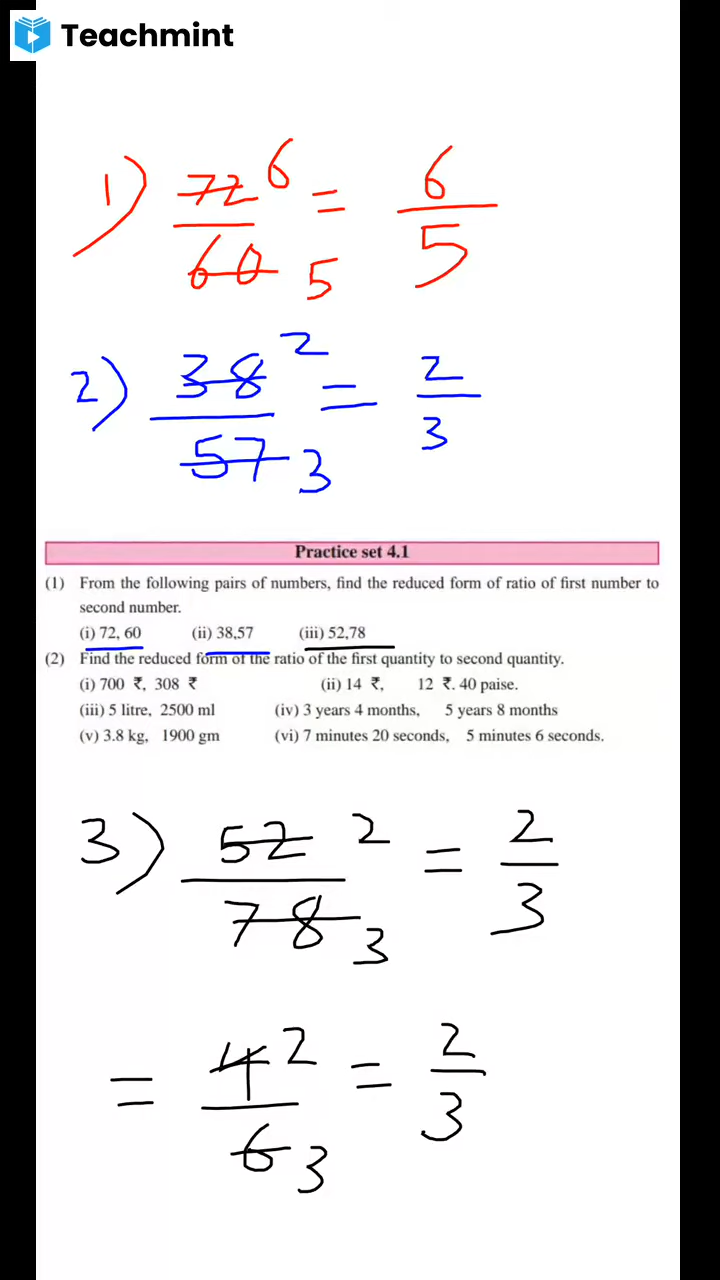 Teachmint
1) 72 6 = 6
60 5 5
2) 38 2 = 2
57 3 3
Practice set 4.1
(1) From the following pairs of numbers, find the reduced form of ratio of first number to
second number.
(i) 72, 60 (ii) 38,57 (iii) 52,78
(2) Find the reduced form of the ratio of the first quantity to second quantity.
(i) 700 ₹, 308 ₹ (ii) 14 ₹, 12 ₹. 40 paise.
(iii) 5 litre, 2500 ml (iv) 3 years 4 months, 5 years 8 months
(v) 3.8 kg, 1900 gm (vi) 7 minutes 20 seconds, 5 minutes 6 seconds.
3) 52 2 = 2
78 3 3
= 4 2 = 2
6 3 3